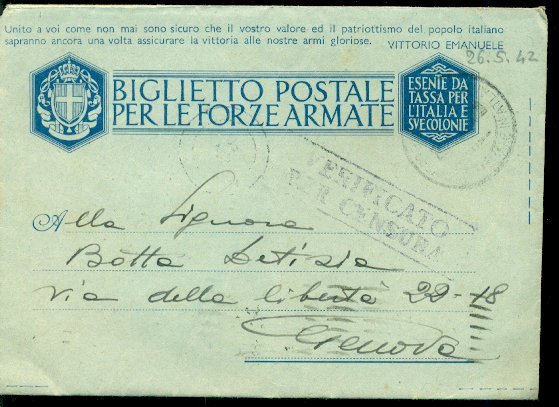 Unito a voi come non mai sono sicuro che il vostro valore ed il patriottismo del popolo italiano
sapranno ancora una volta assicurare la vittoria alle nostre armi gloriose. VITTORIO EMANUELE
26.5.42
BIGLIETTO POSTALE
PER LE FORZE ARMATE
ESENTE DA
TASSA PER
L'ITALIA E
SVE COLONIE
VERIFICATO
PER CENSURA
Alla Signora
Botta Letizia
via della libertà 22-18
Genova